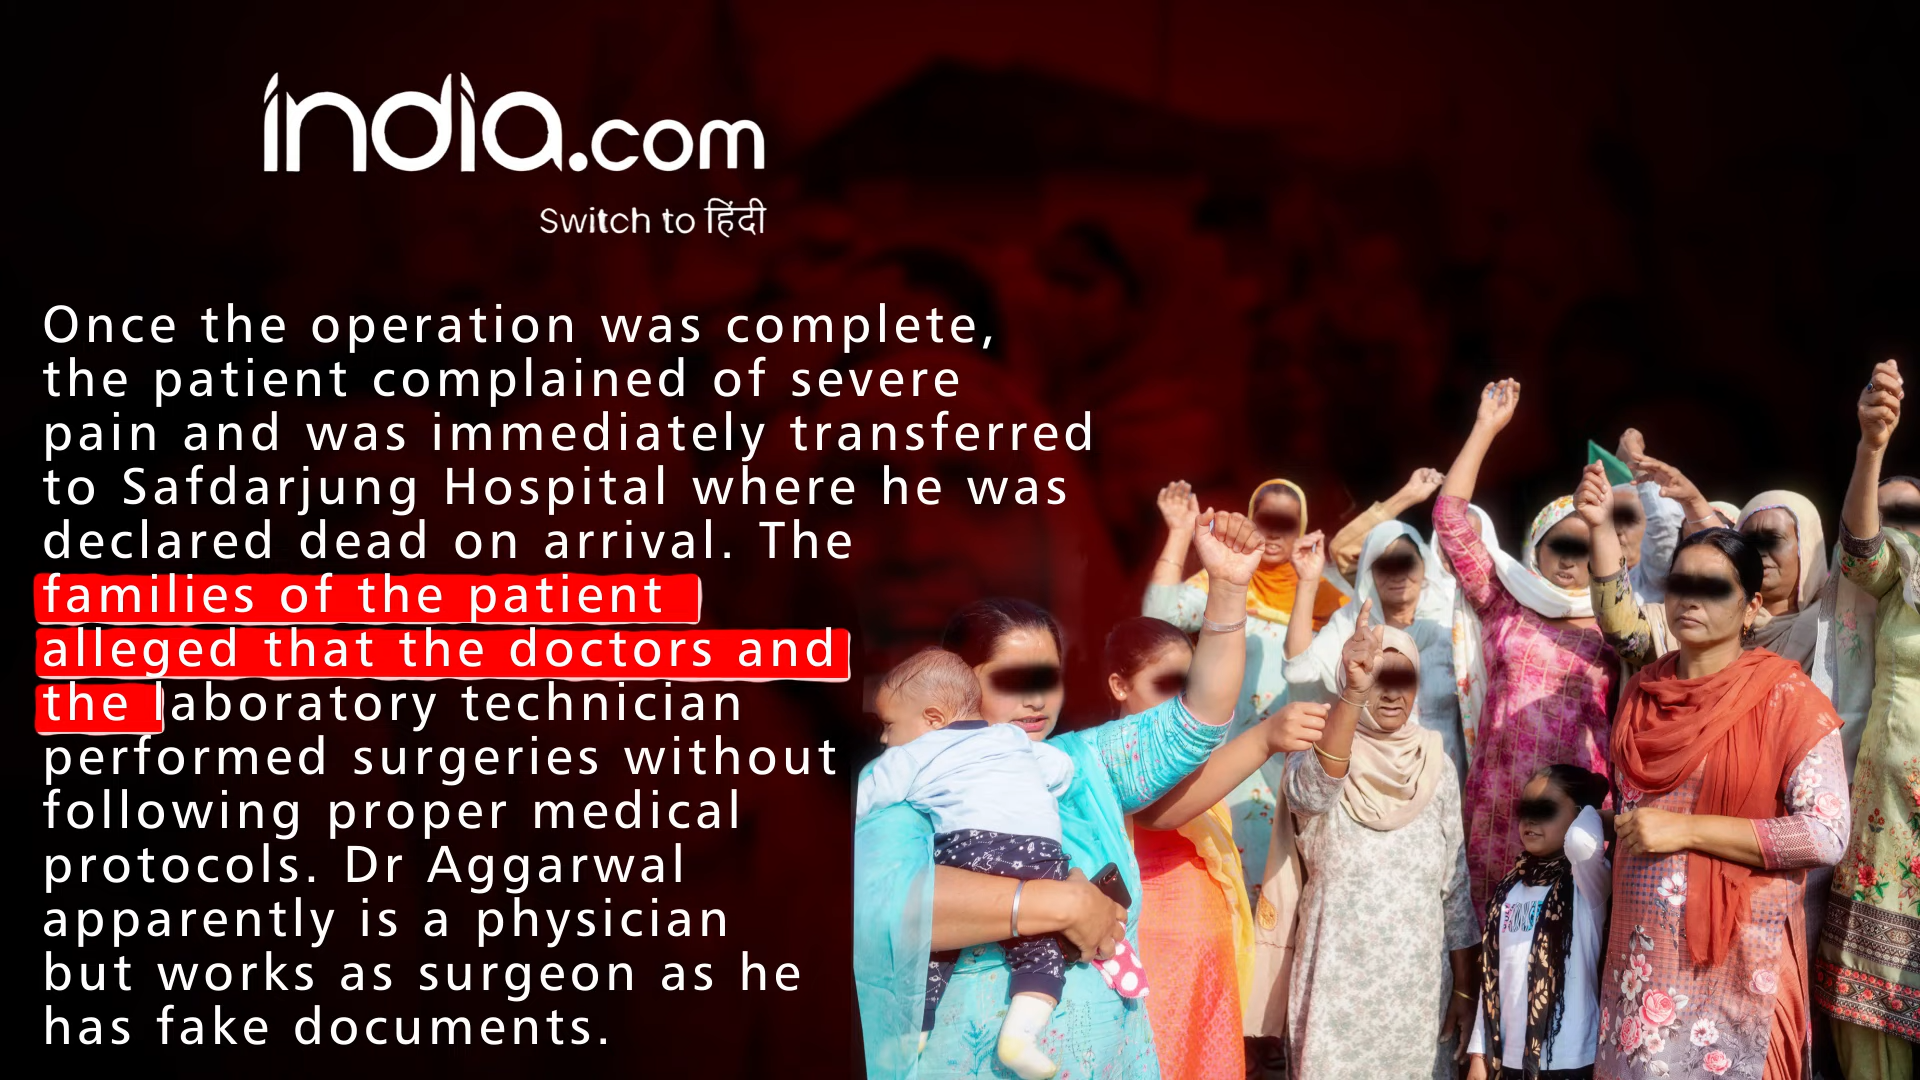 india.com
Switch to हिंदी
Once the operation was complete,
the patient complained of severe
pain and was immediately transferred
to Safdarjung Hospital where he was
declared dead on arrival. The
families of the patient
alleged that the doctors and
the laboratory technician
performed surgeries without
following proper medical
protocols. Dr Aggarwal
apparently is a physician
but works as surgeon as he
has fake documents.